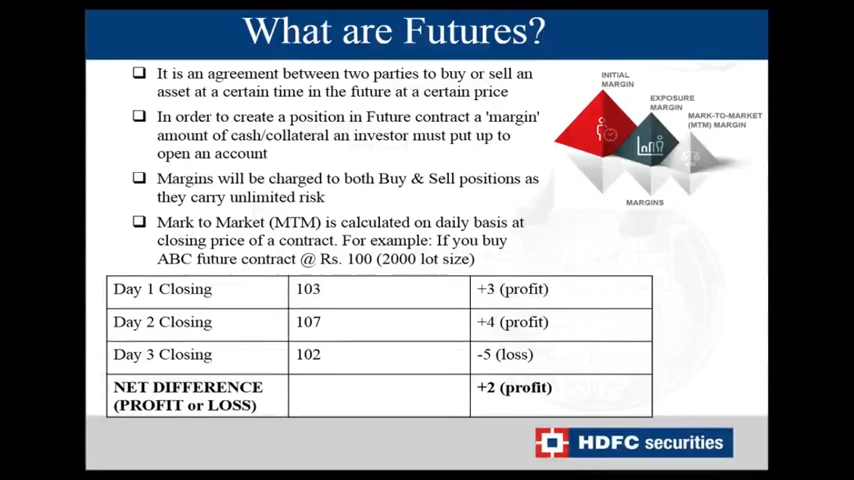 What are Futures?
❑ It is an agreement between two parties to buy or sell an
asset at a certain time in the future at a certain price
❑ In order to create a position in Future contract a 'margin'
amount of cash/collateral an investor must put up to
open an account
❑ Margins will be charged to both Buy & Sell positions as
they carry unlimited risk
❑ Mark to Market (MTM) is calculated on daily basis at
closing price of a contract. For example: If you buy
ABC future contract @ Rs. 100 (2000 lot size)
INITIAL
MARGIN
EXPOSURE
MARGIN
MARK-TO-MARKET
(MTM) MARGIN
MARGINS
Day 1 Closing 103 +3 (profit)
Day 2 Closing 107 +4 (profit)
Day 3 Closing 102 -5 (loss)
NET DIFFERENCE +2 (profit)
(PROFIT or LOSS)
HDFC securities